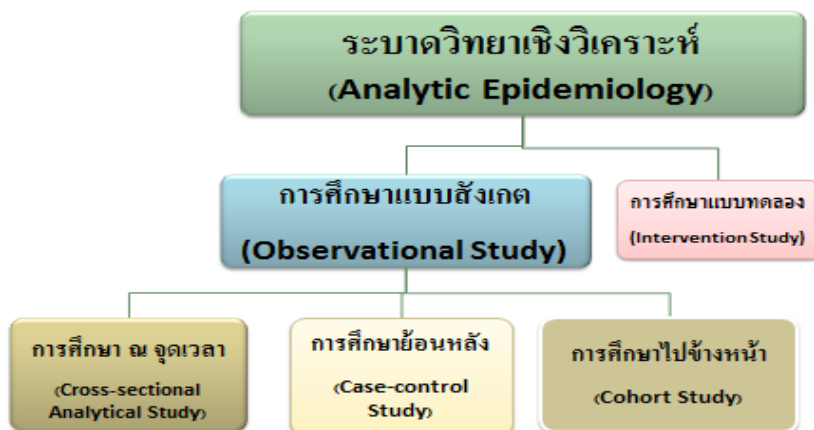 ระบาดวิทยาเชิงวิเคราะห์
(Analytic Epidemiology)
การศึกษาแบบสังเกต
(Observational Study)
การศึกษาแบบทดลอง
(Intervention Study)
การศึกษา ณ จุดเวลา
(Cross-sectional
Analytical Study)
การศึกษาย้อนหลัง
(Case-control
Study)
การศึกษาไปข้างหน้า
(Cohort Study)